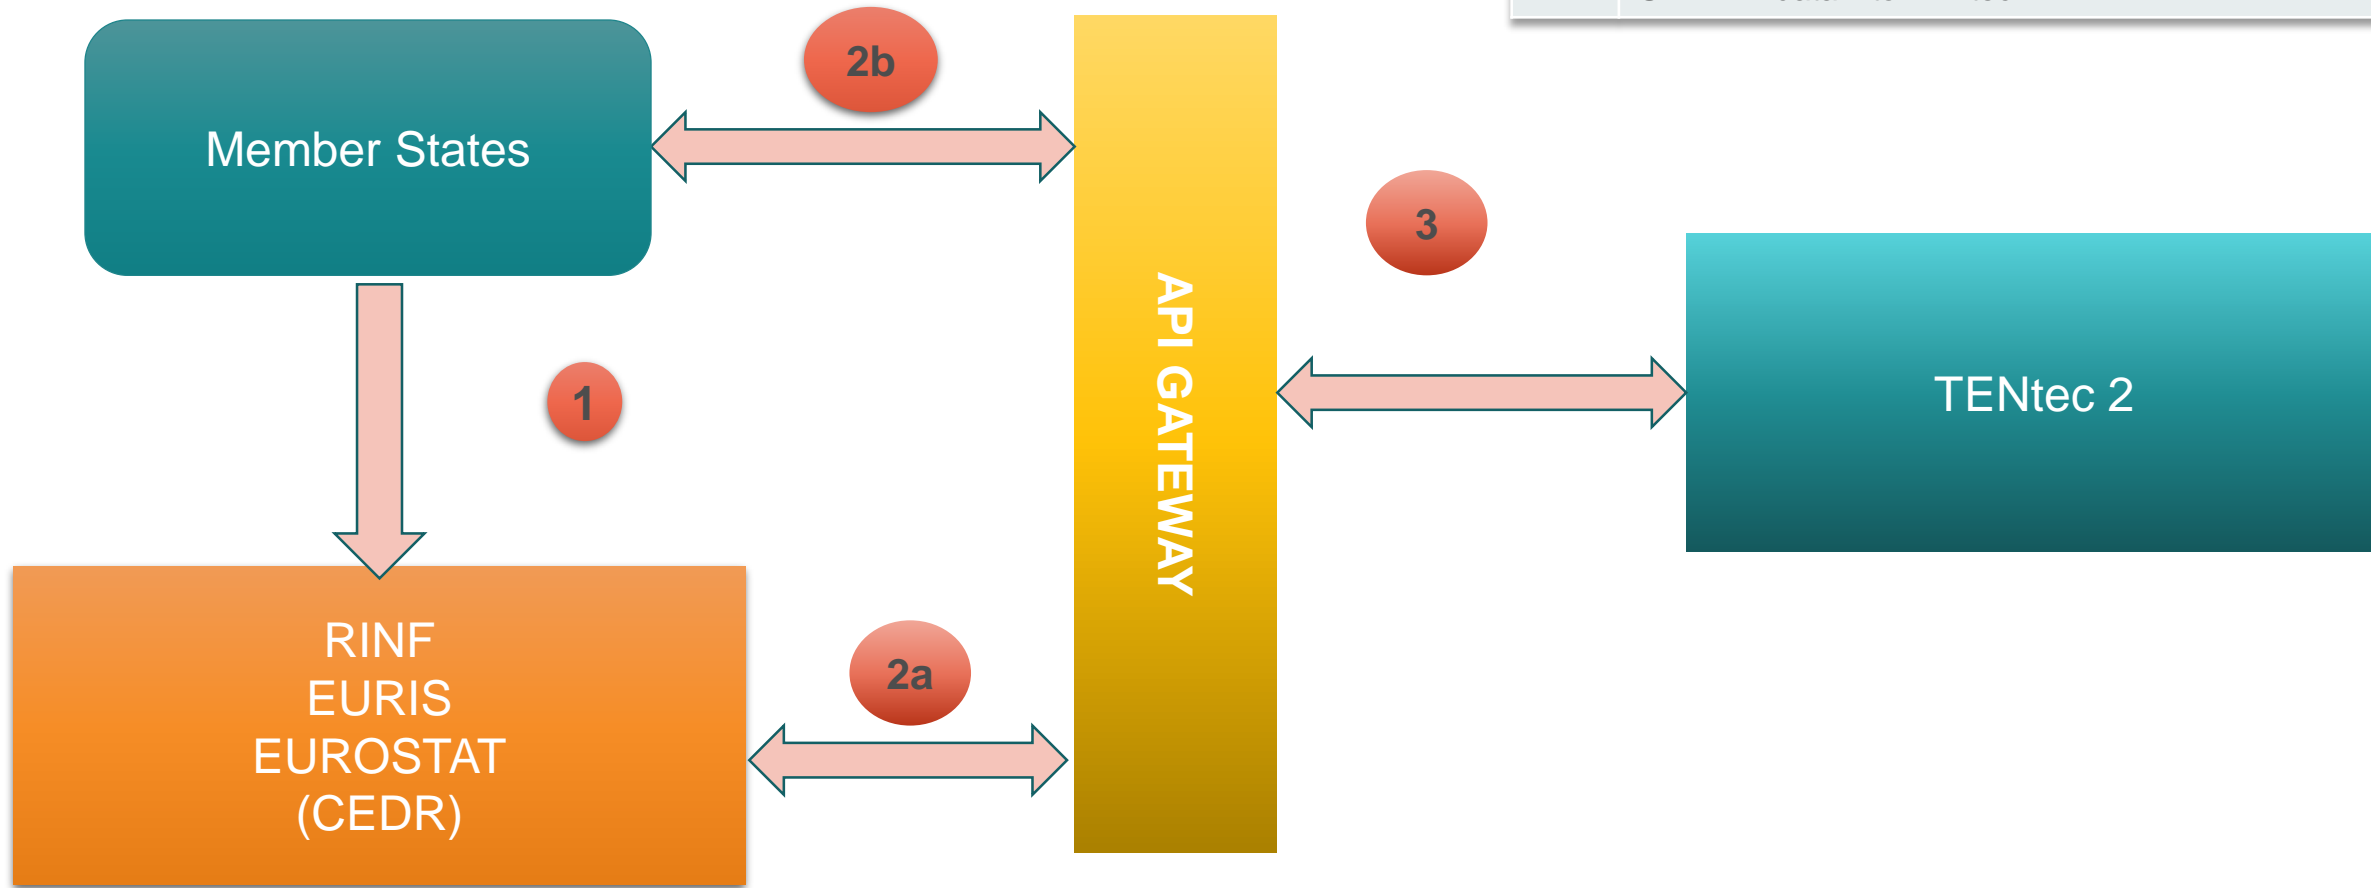 2b
Member States
3
API GATEWAY
1
TENtec 2
RINF
EURIS
EUROSTAT
(CEDR)
2a